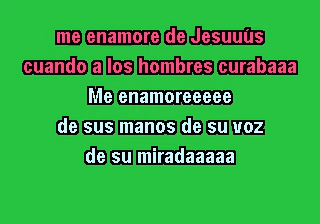 me enamore de Jesuuús
cuando a los hombres curabaaa
Me enamoreeeee
de sus manos de su voz
de su miradaaaaa